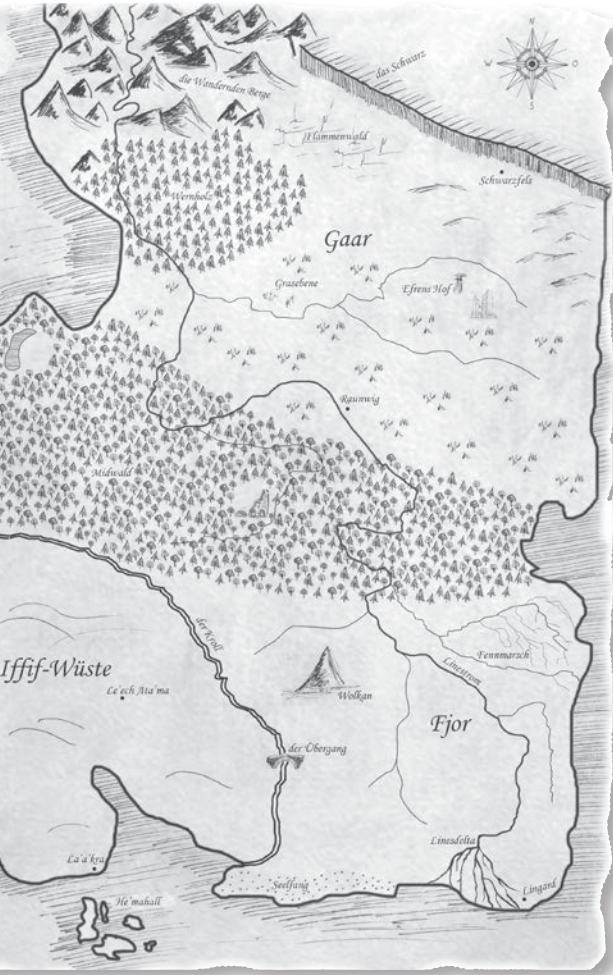 N
W O
S
das Schwarz
die Wandernden Berge
Flammenwald
Schwarzfels
Wernholz
Gaar
Grasebene
Efrens Hof
Raunwig
Midwald
der Kroll
Fennmarsch
Iffif-Wüste
Le'ech Ata'ma
Linestrom
Wolkan
Fjor
der Übergang
Linesdelta
La'a'kra
Seelfang
Lingard
He'mahall